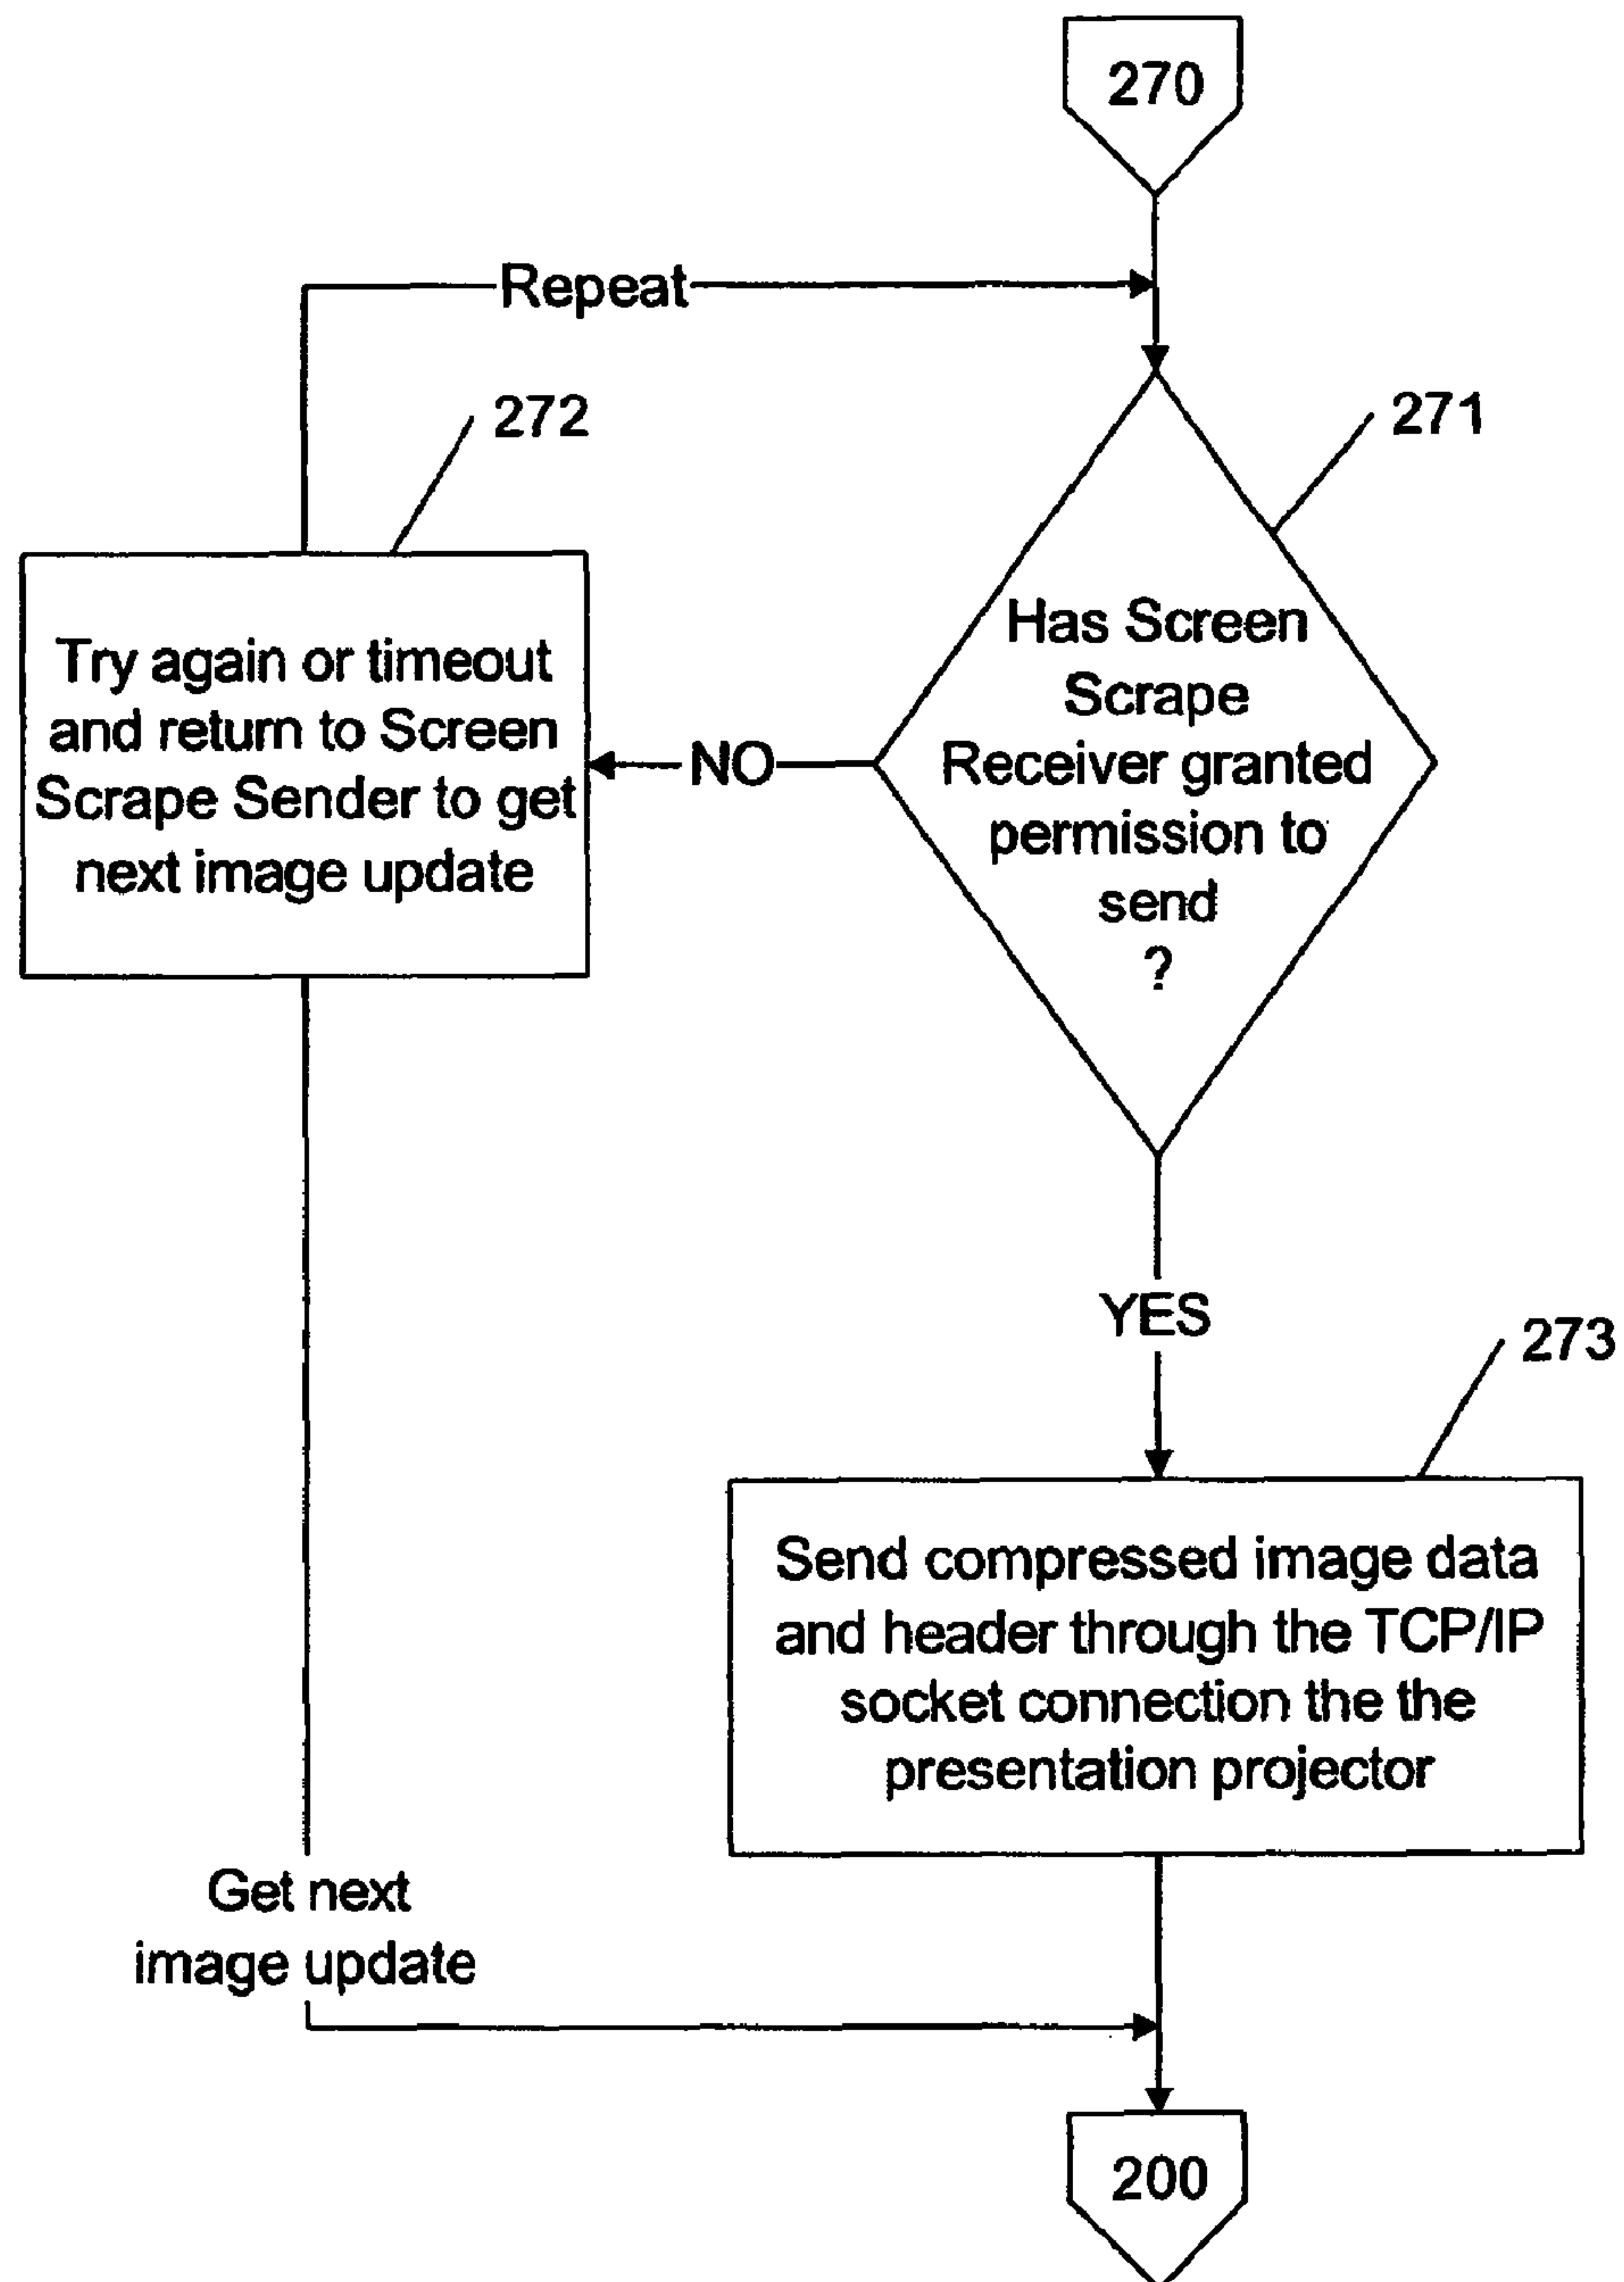 270
Repeat
272
271
Has Screen
Scrape
Receiver granted
permission to
send
?
Try again or timeout
and return to Screen
Scrape Sender to get
next image update
NO
YES
273
Send compressed image data
and header through the TCP/IP
socket connection the the
presentation projector
Get next
image update
200